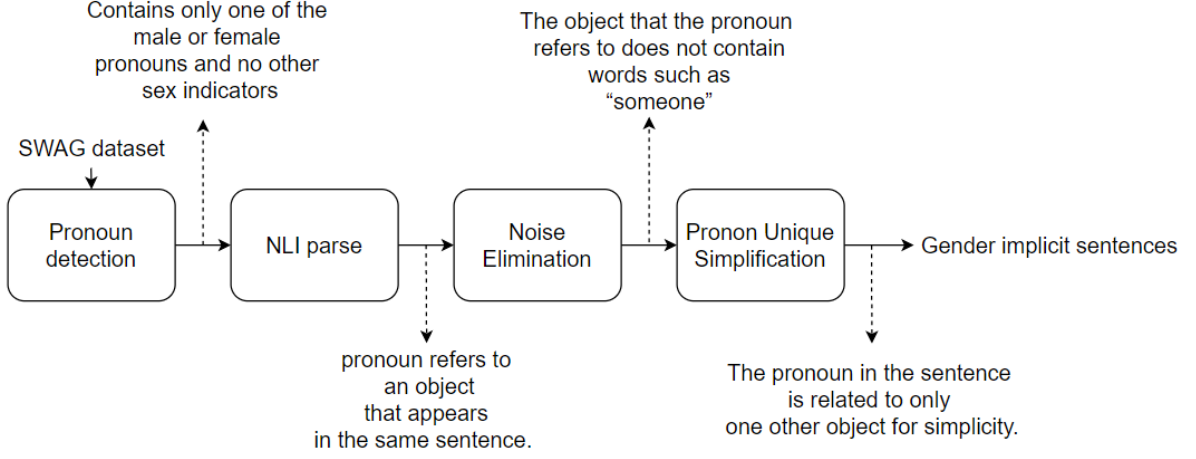 Contains only one of the
male or female
pronouns and no other
sex indicators
The object that the pronoun
refers to does not contain
words such as
“someone”
SWAG dataset
Pronoun
detection
NLI parse
Noise
Elimination
Pronon Unique
Simplification
Gender implicit sentences
pronoun refers to
an object
that appears
in the same sentence.
The pronoun in the sentence
is related to only
one other object for simplicity.